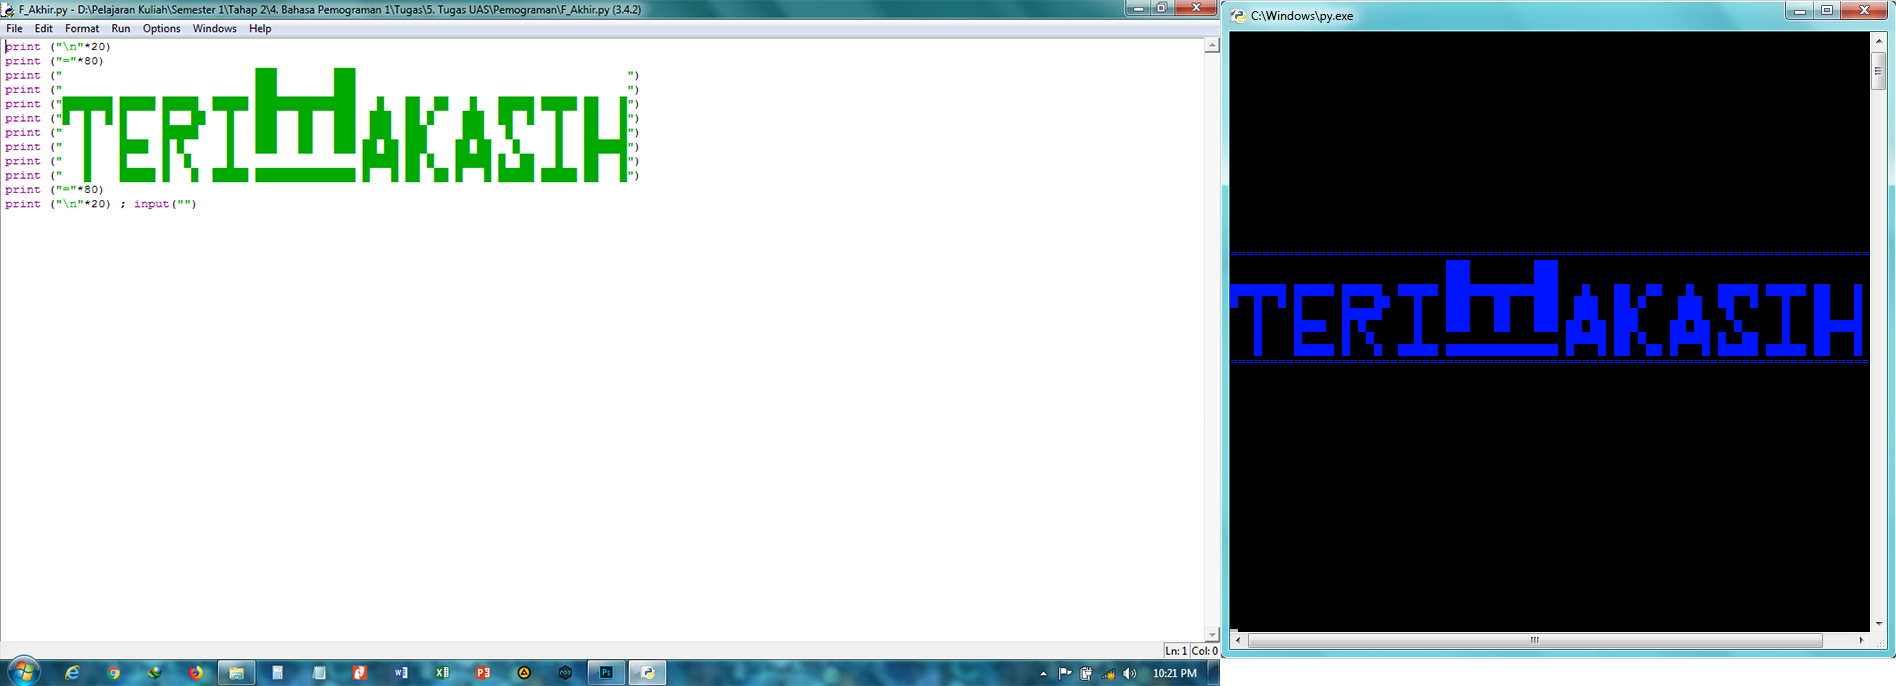 F_Akhir.py - D:\Pelajaran Kuliah\Semester 1\Tahap 2\4. Bahasa Pemograman 1\Tugas\5. Tugas UAS\Pemograman\F_Akhir.py (3.4.2)
File Edit Format Run Options Windows Help
print ("\n"*20)
print ("="*80)
print (" ")
print (" ")
print (" ")
print (" ")
print (" ")
print (" ")
print (" ")
print (" ")
TERIMAKASIH
print ("="*80)
print ("\n"*20) ; input("")
Ln: 1 Col: 0
10:21 PM
C:\Windows\py.exe
================================================================================
TERIMAKASIH
================================================================================